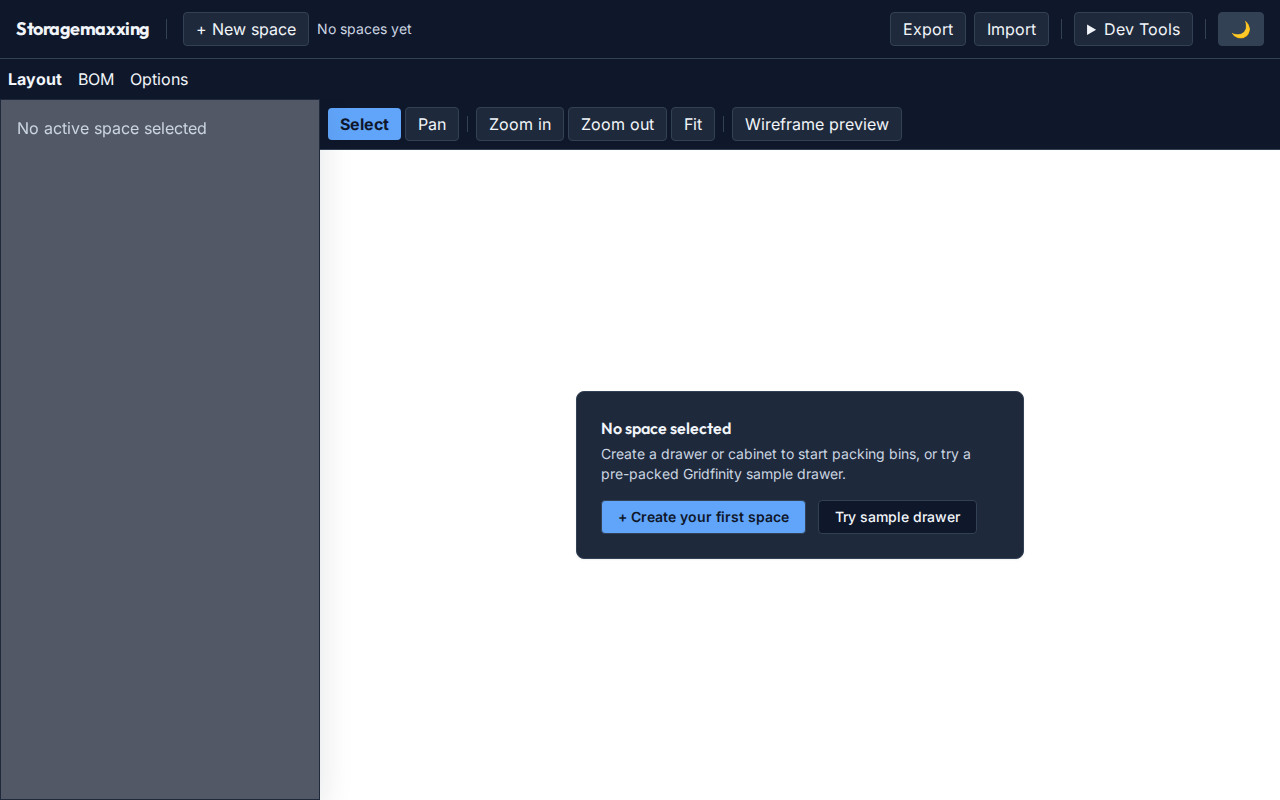 Storagemaxxing
+ New space
No spaces yet
Export
Import
▶ Dev Tools
Layout
BOM
Options
No active space selected
Select
Pan
Zoom in
Zoom out
Fit
Wireframe preview
No space selected
Create a drawer or cabinet to start packing bins, or try a
pre-packed Gridfinity sample drawer.
+ Create your first space
Try sample drawer